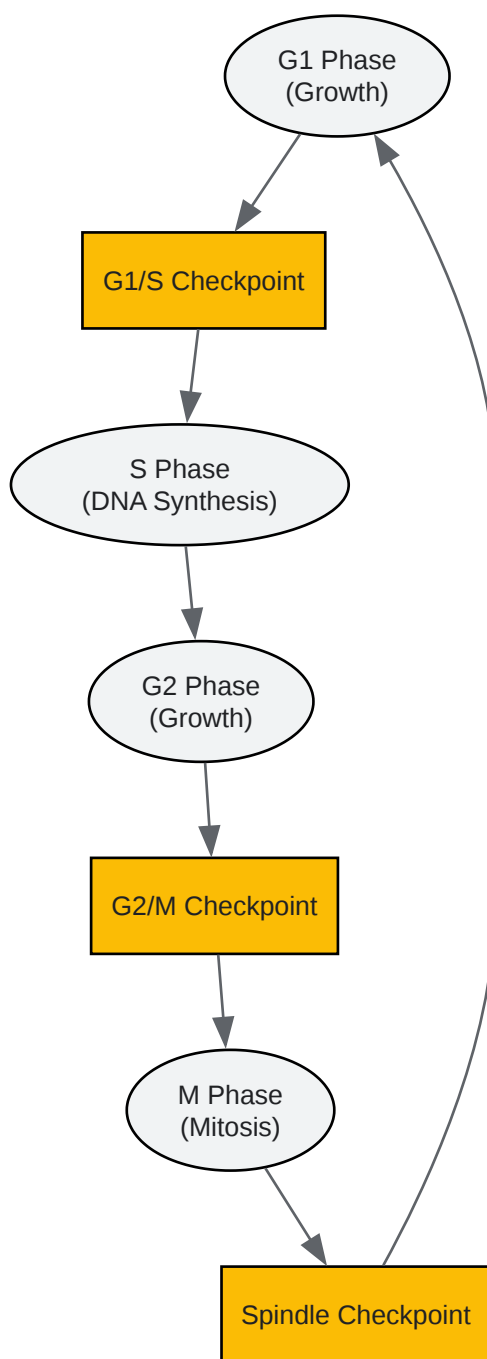 G1 Phase
(Growth)
G1/S Checkpoint
S Phase
(DNA Synthesis)
G2 Phase
(Growth)
G2/M Checkpoint
M Phase
(Mitosis)
Spindle Checkpoint